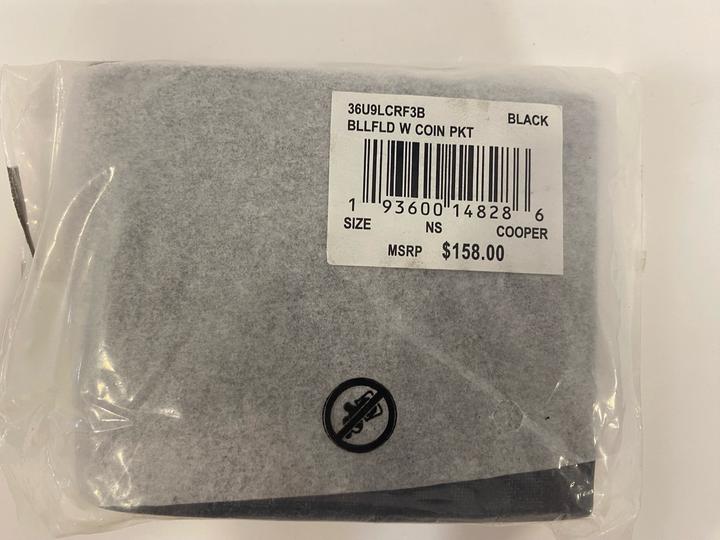 36U9LCRF3B BLACK
BLLFLD W COIN PKT
1 93600 14828 6
SIZE NS COOPER
MSRP $158.00